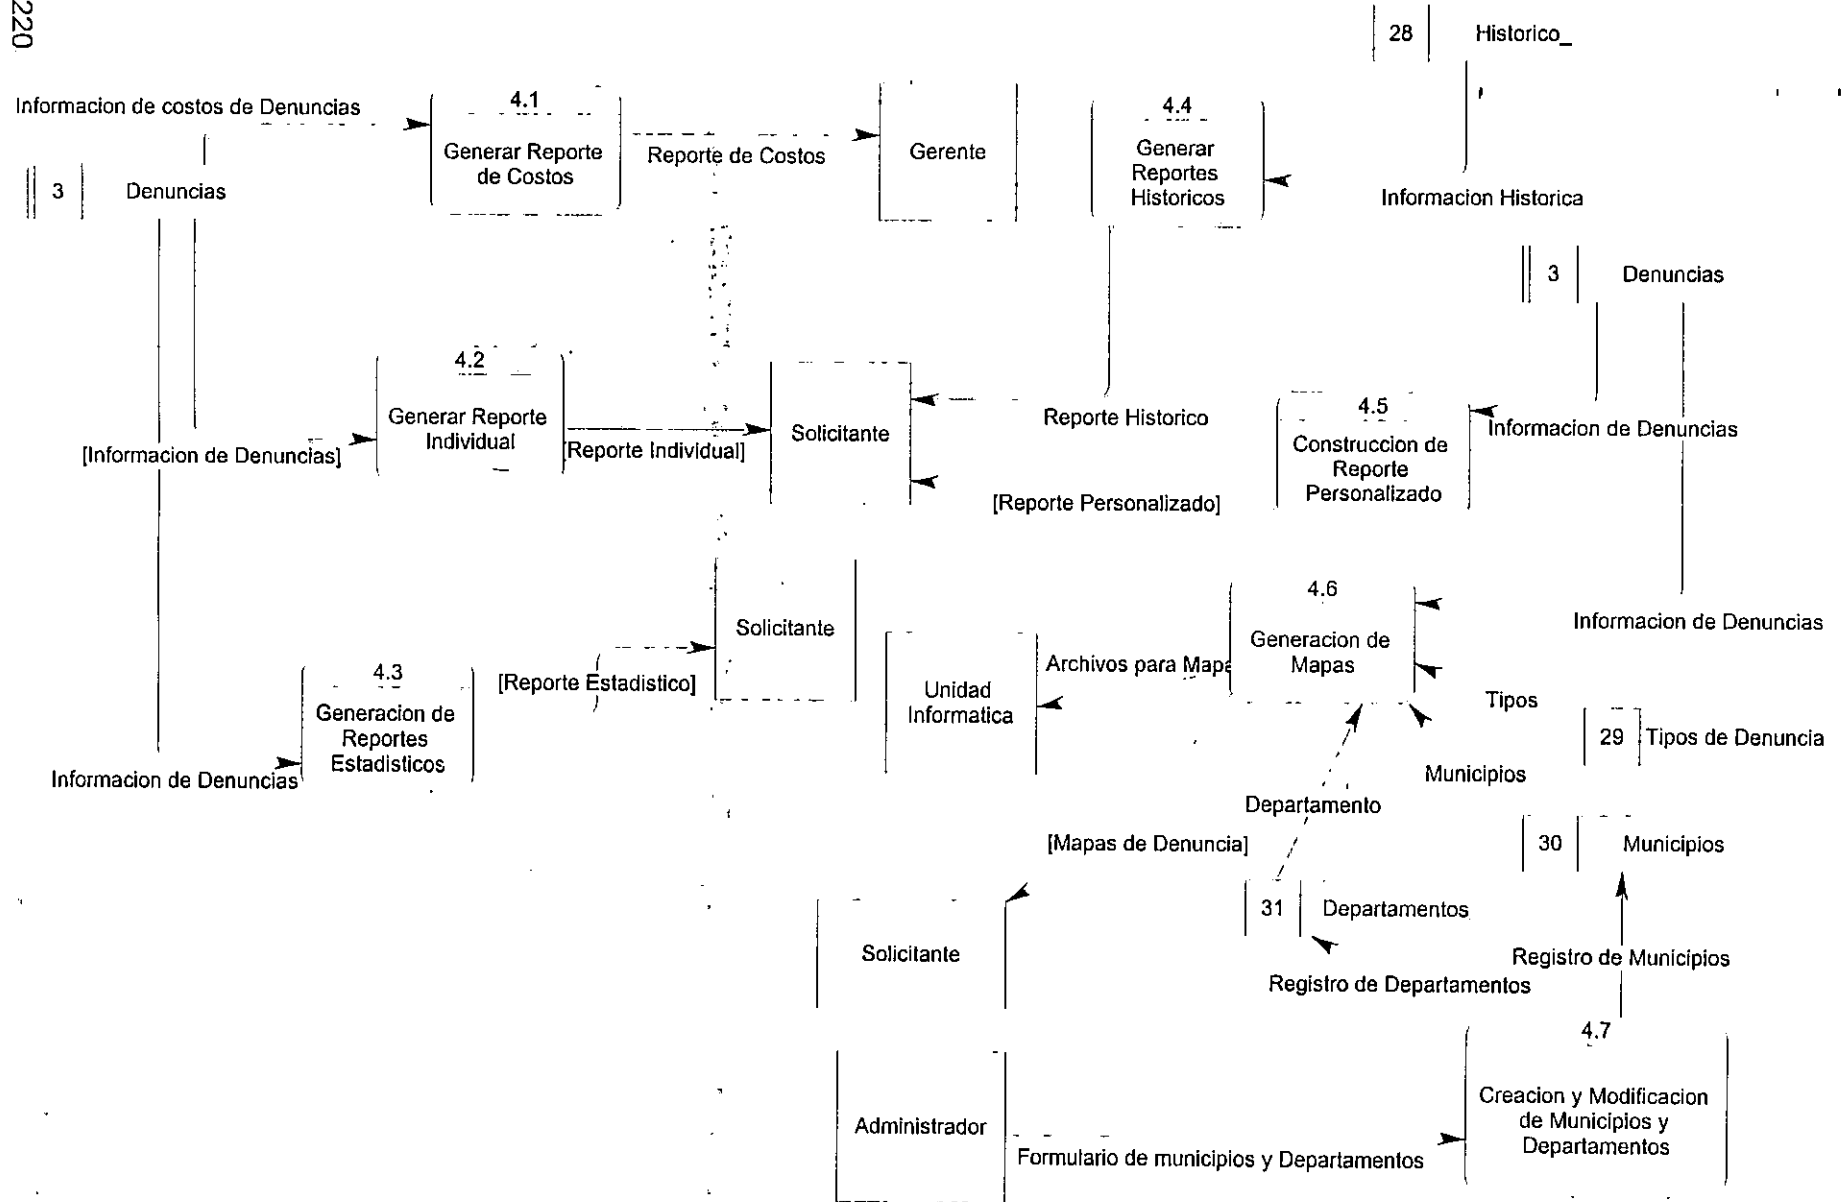 220
28
Historico_
Informacion de costos de Denuncias
4.1
Generar Reporte
de Costos
Reporte de Costos
Gerente
4.4
Generar
Reportes
Historicos
Informacion Historica
3
Denuncias
3
Denuncias
4.2
Generar Reporte
Individual
[Informacion de Denuncias]
[Reporte Individual]
Solicitante
Reporte Historico
[Reporte Personalizado]
4.5
Construccion de
Reporte
Personalizado
Informacion de Denuncias
Solicitante
4.6
Generacion de
Mapas
Informacion de Denuncias
4.3
Generacion de
Reportes
Estadisticos
[Reporte Estadistico]
Informacion de Denuncias
Unidad
Informatica
Archivos para Mapa
Tipos
29
Tipos de Denuncia
Municipios
Departamento
[Mapas de Denuncia]
30
Municipios
31
Departamentos
Solicitante
Registro de Municipios
Registro de Departamentos
4.7
Creacion y Modificacion
de Municipios y
Departamentos
Administrador
Formulario de municipios y Departamentos